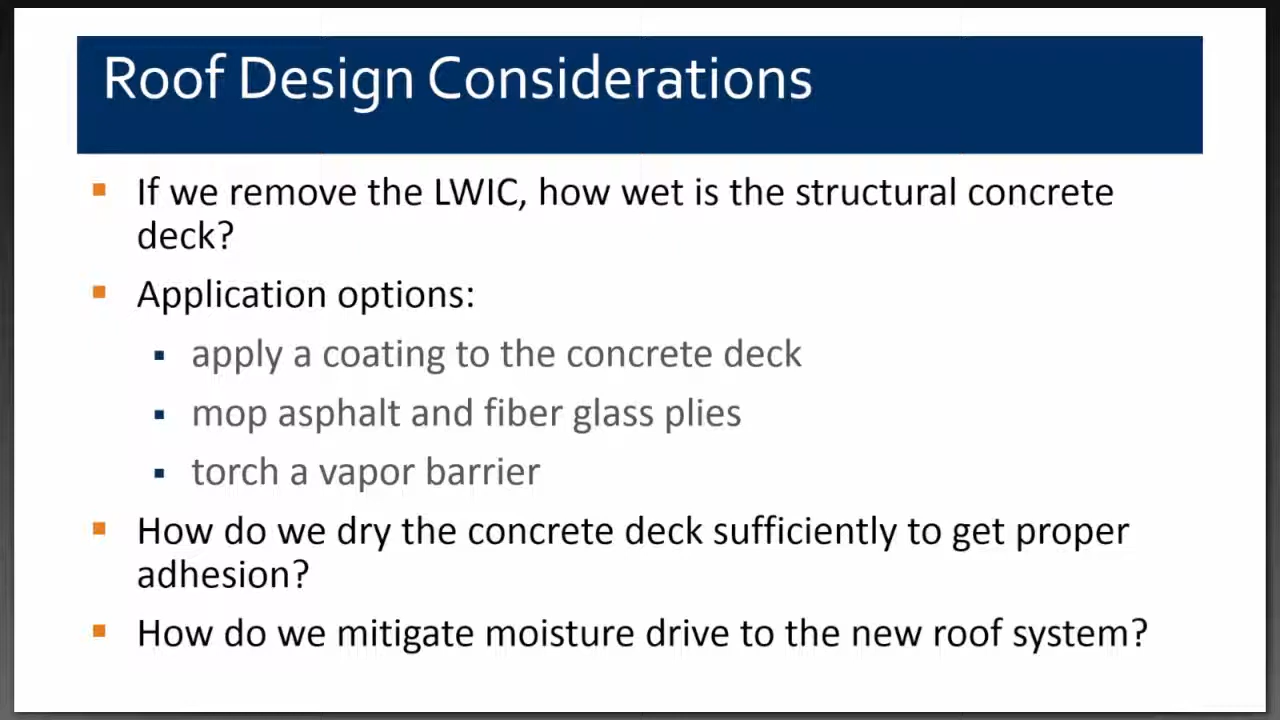 Roof Design Considerations
If we remove the LWIC, how wet is the structural concrete
deck?
Application options:
apply a coating to the concrete deck
mop asphalt and fiber glass plies
torch a vapor barrier
How do we dry the concrete deck sufficiently to get proper
adhesion?
How do we mitigate moisture drive to the new roof system?